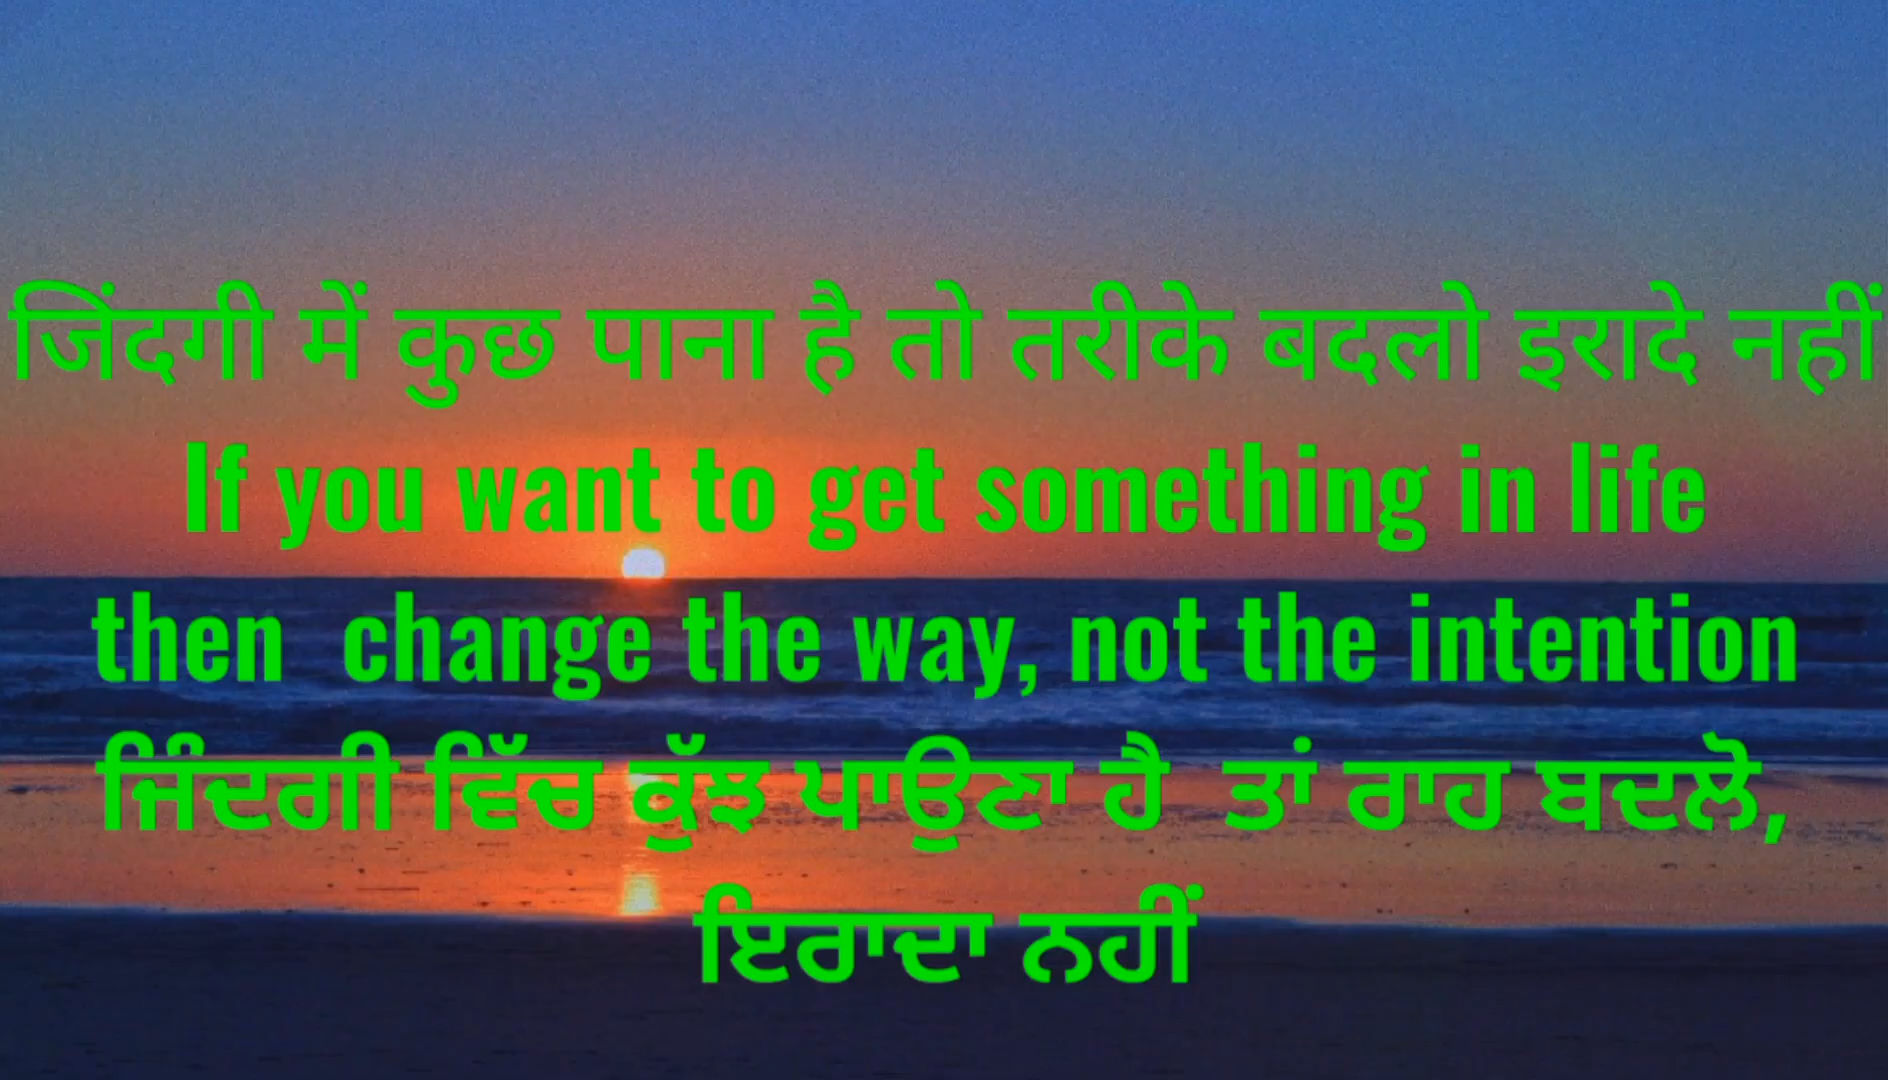 जिंदगी में कुछ पाना है तो तरीके बदलो इरादे नहीं
If you want to get something in life
then  change the way, not the intention
ਜਿੰਦਗੀ ਵਿੱਚ ਕੁੱਝ ਪਾਉਣਾ ਹੈ  ਤਾਂ ਰਾਹ ਬਦਲੋ,
ਇਰਾਦਾ ਨਹੀਂ